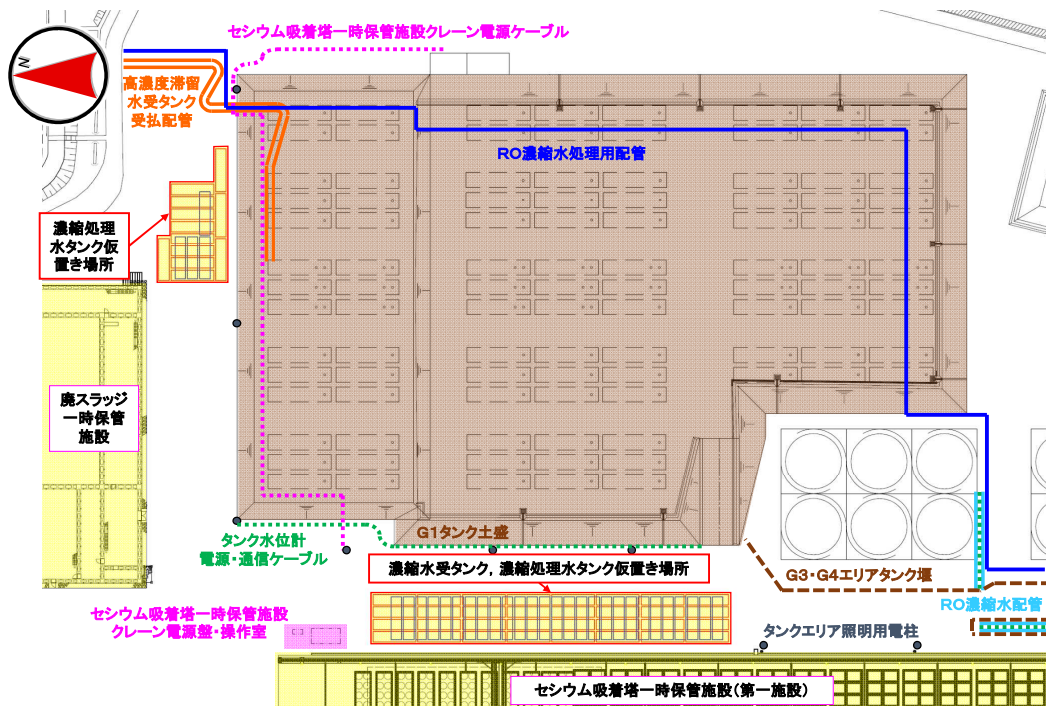 セシウム吸着塔一時保管施設クレーン電源ケーブル
N
高濃度滞留
水受タンク
受払配管
RO濃縮水処理用配管
濃縮処理
水タンク仮
置き場所
廃スラッジ
一時保管
施設
G1タンク土盛
タンク水位計
電源・通信ケーブル
濃縮水受タンク，濃縮処理水タンク仮置き場所
G3・G4エリアタンク堰
RO濃縮水配管
セシウム吸着塔一時保管施設
クレーン電源盤・操作室
タンクエリア照明用電柱
セシウム吸着塔一時保管施設（第一施設）